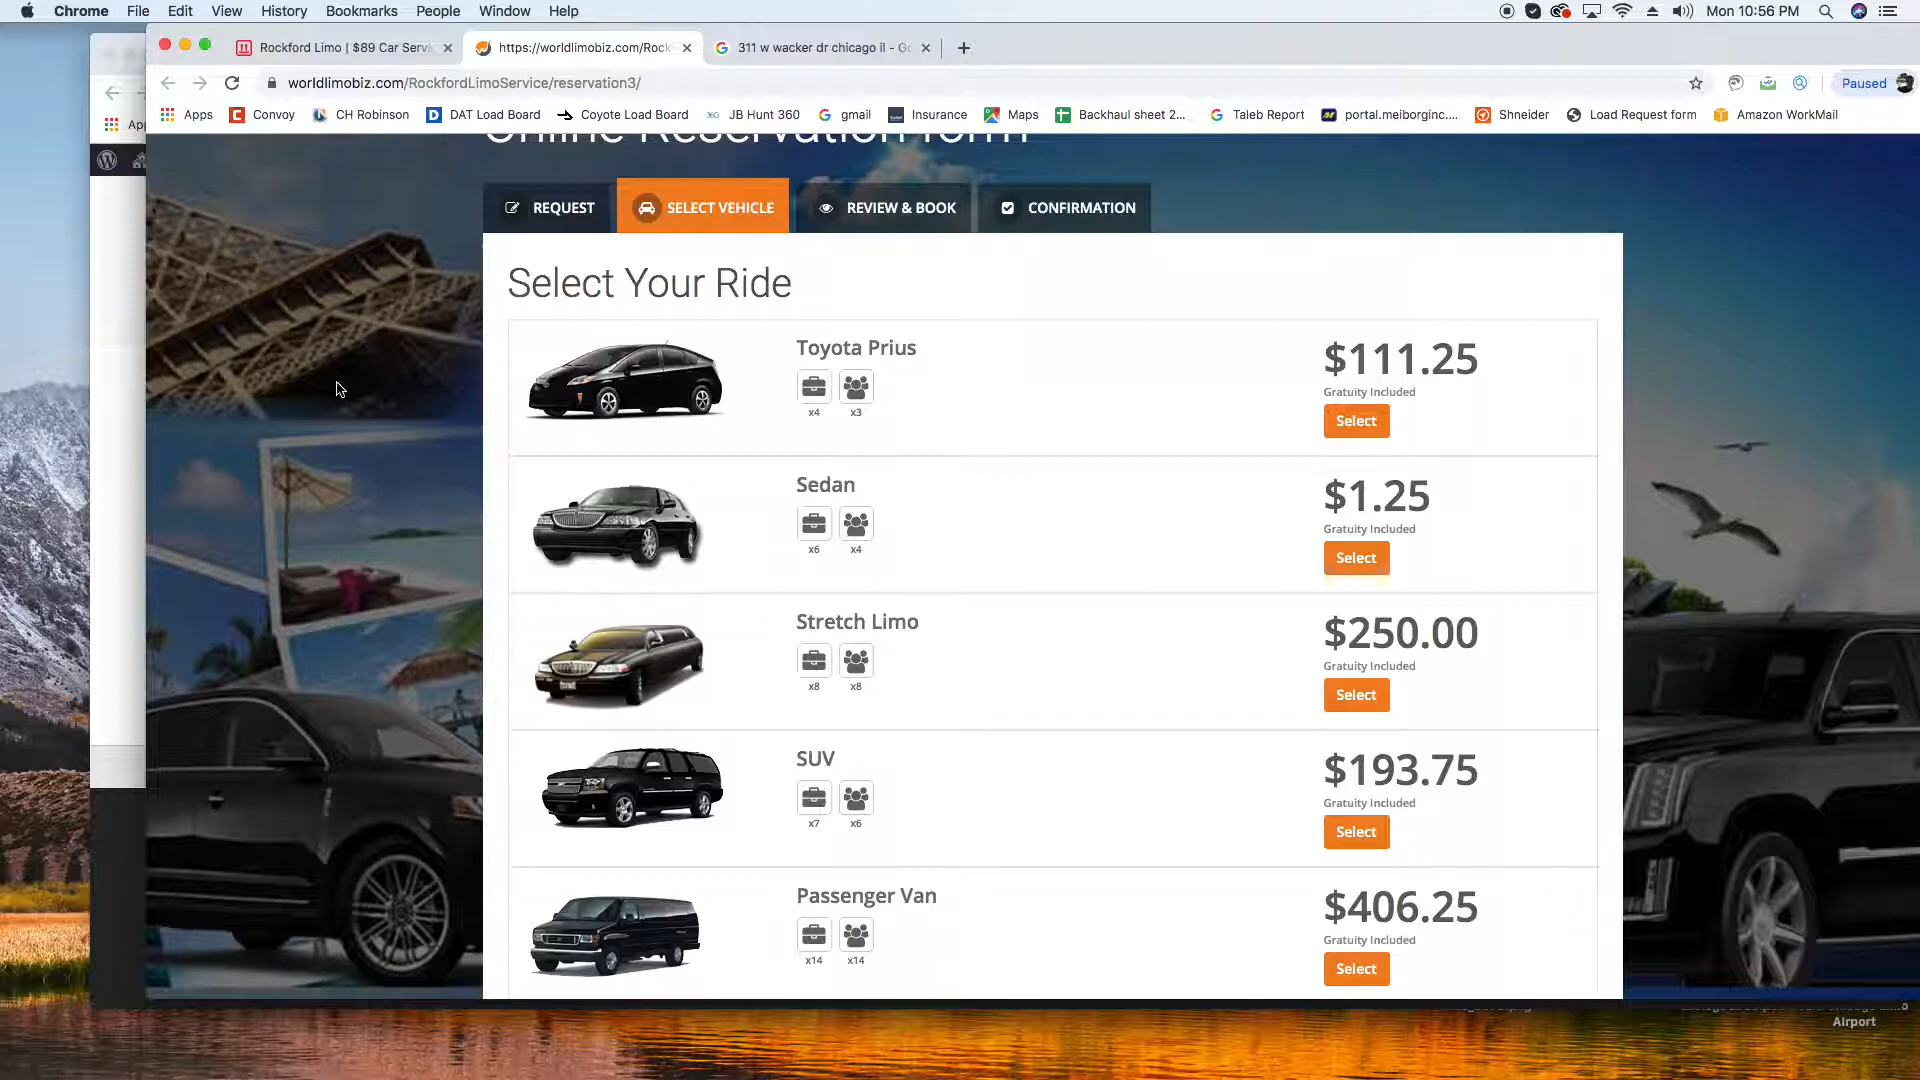 Chrome File Edit View History Bookmarks People Window Help Mon 10:56 PM
Rockford Limo | $89 Car Servi
https://worldlimobiz.com/Rock
311 w wacker dr chicago il - Go
worldlimobiz.com/RockfordLimoService/reservation3/
Paused
Apps Convoy CH Robinson DAT Load Board Coyote Load Board JB Hunt 360 gmail Insurance Maps Backhaul sheet 2... Taleb Report portal.meiborginc.... Shneider Load Request form Amazon WorkMail
Online Reservation form
REQUEST
SELECT VEHICLE
REVIEW & BOOK
CONFIRMATION
Select Your Ride
Toyota Prius
x4 x3
$111.25
Gratuity Included
Select
Sedan
x6 x4
$1.25
Gratuity Included
Select
Stretch Limo
x8 x8
$250.00
Gratuity Included
Select
SUV
x7 x6
$193.75
Gratuity Included
Select
Passenger Van
x14 x14
$406.25
Gratuity Included
Select
Airport